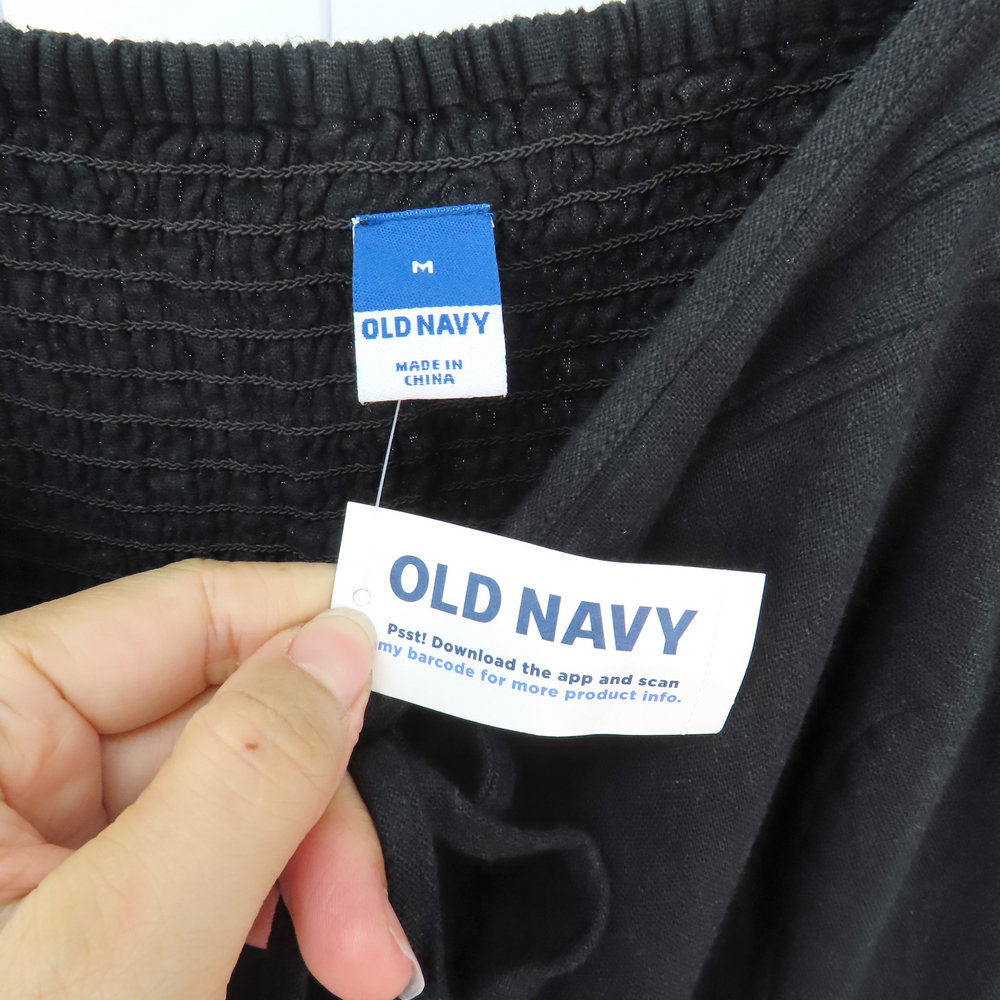 M
OLD NAVY
MADE IN
CHINA
OLD NAVY
Psst! Download the app and scan
my barcode for more product info.